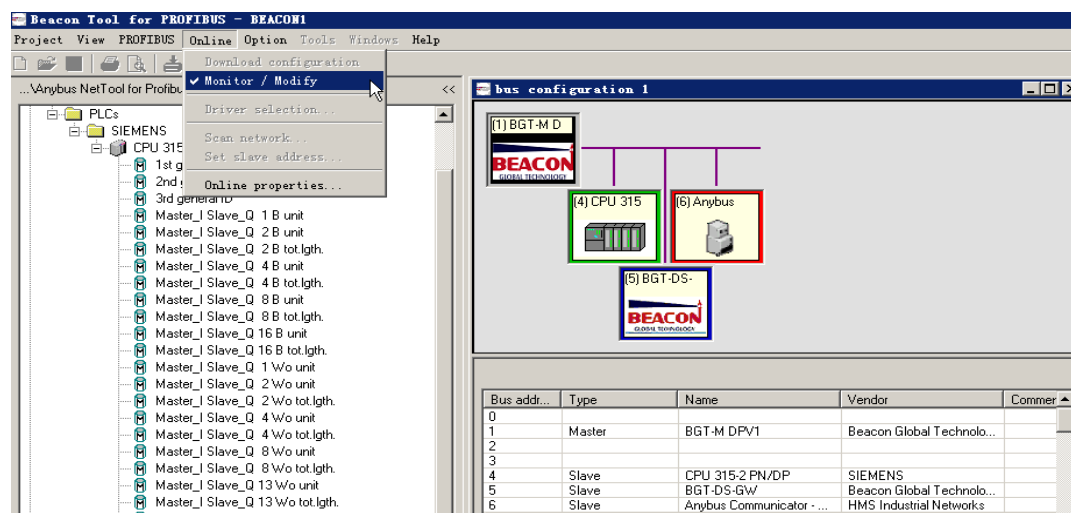 Beacon Tool for PROFIBUS - BEACON1
Project View PROFIBUS Online Option Tools Windows Help
Download configuration
Monitor / Modify
Driver selection...
Scan network...
Set slave address...
Online properties...
...\Anybus NetTool for Profibu
<<
PLCs
SIEMENS
CPU 315
1st g
2nd
3rd general ID
Master_I Slave_Q 1 B unit
Master_I Slave_Q 2 B unit
Master_I Slave_Q 2 B tot.lgth.
Master_I Slave_Q 4 B unit
Master_I Slave_Q 4 B tot.lgth.
Master_I Slave_Q 8 B unit
Master_I Slave_Q 8 B tot.lgth.
Master_I Slave_Q 16 B unit
Master_I Slave_Q 16 B tot.lgth.
Master_I Slave_Q 1 Wo unit
Master_I Slave_Q 2 Wo unit
Master_I Slave_Q 2 Wo tot.lgth.
Master_I Slave_Q 4 Wo unit
Master_I Slave_Q 4 Wo tot.lgth.
Master_I Slave_Q 8 Wo unit
Master_I Slave_Q 8 Wo tot.lgth.
Master_I Slave_Q 13 Wo unit
Master_I Slave_Q 13 Wo tot.lgth.
bus configuration 1
(1) BGT-M D
BEACON
GLOBAL TECHNOLOGY
(4) CPU 315
(6) Anybus
(5) BGT-DS-
BEACON
GLOBAL TECHNOLOGY
Bus addr... Type Name Vendor Commer
0
1 Master BGT-M DPV1 Beacon Global Technolo...
2
3
4 Slave CPU 315-2 PN/DP SIEMENS
5 Slave BGT-DS-GW Beacon Global Technolo...
6 Slave Anybus Communicator - ... HMS Industrial Networks